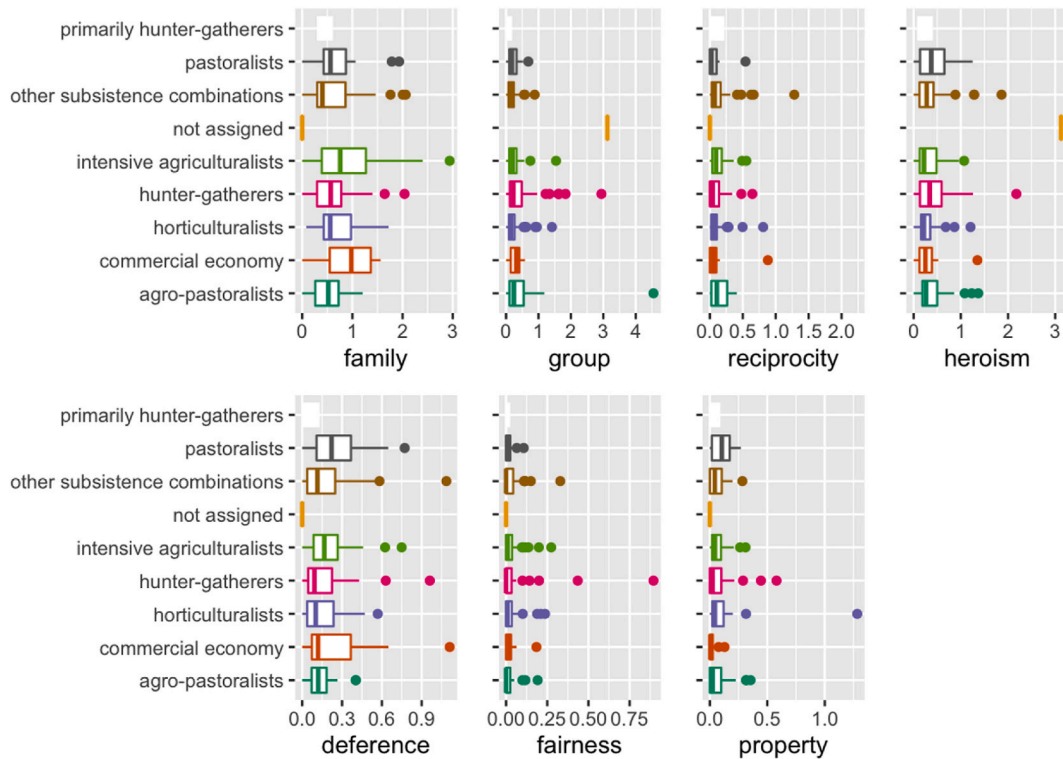 primarily hunter-gatherers
pastoralists
other subsistence combinations
not assigned
intensive agriculturalists
hunter-gatherers
horticulturalists
commercial economy
agro-pastoralists
0 1 2 3
family
0 1 2 3 4
group
0.0 0.5 1.0 1.5 2.0
reciprocity
0 1 2 3
heroism
primarily hunter-gatherers
pastoralists
other subsistence combinations
not assigned
intensive agriculturalists
hunter-gatherers
horticulturalists
commercial economy
agro-pastoralists
0.0 0.3 0.6 0.9
deference
0.00 0.25 0.50 0.75
fairness
0.0 0.5 1.0
property